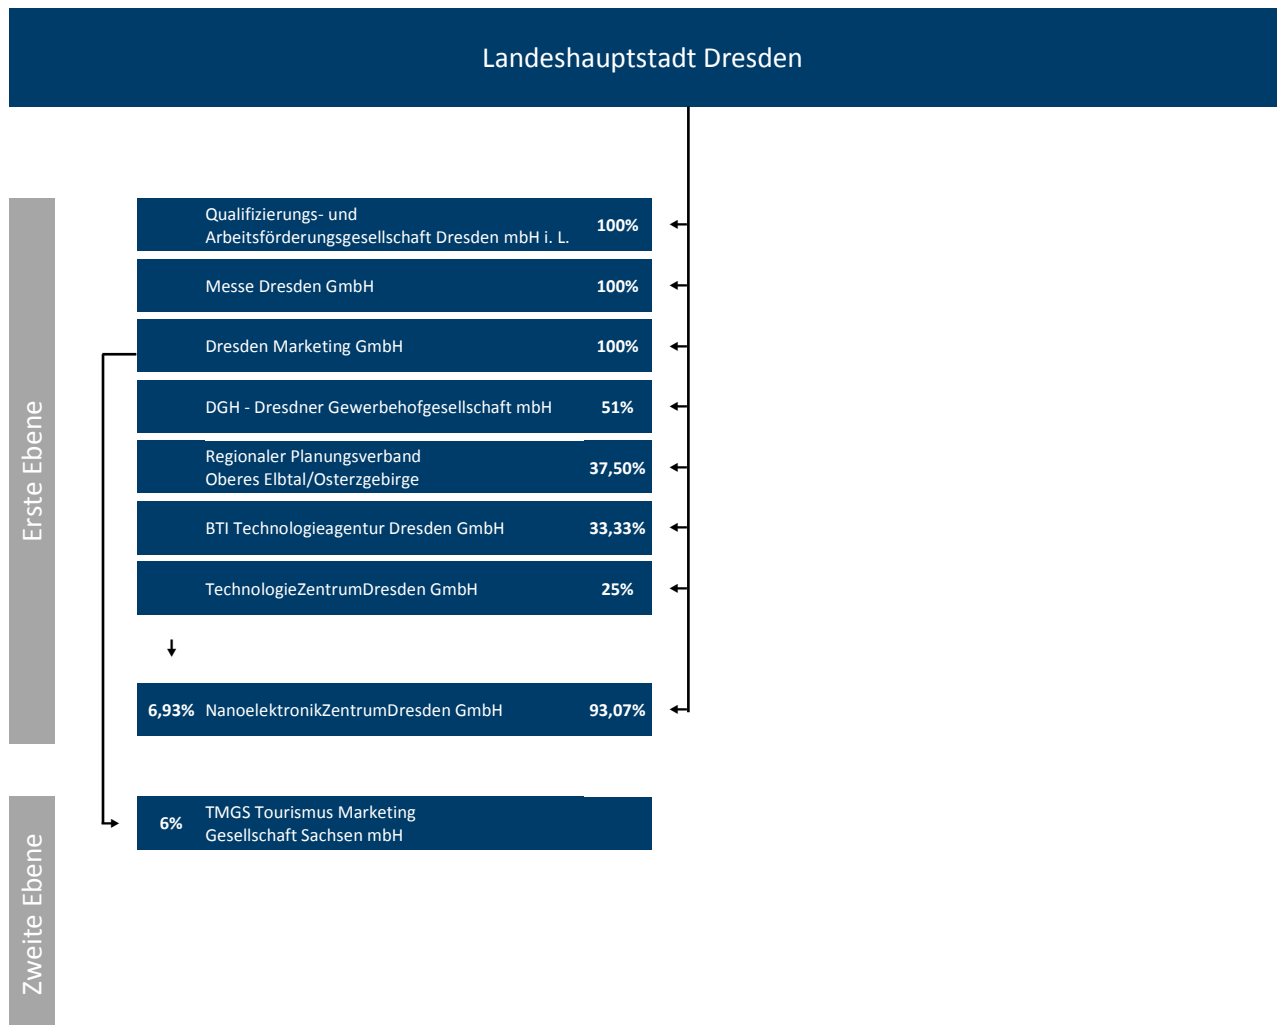 Landeshauptstadt Dresden
Erste Ebene
Qualifizierungs- und
Arbeitsförderungsgesellschaft Dresden mbH i. L. 100%
Messe Dresden GmbH 100%
Dresden Marketing GmbH 100%
DGH - Dresdner Gewerbehofgesellschaft mbH 51%
Regionaler Planungsverband
Oberes Elbtal/Osterzgebirge 37,50%
BTI Technologieagentur Dresden GmbH 33,33%
TechnologieZentrumDresden GmbH 25%
6,93% NanoelektronikZentrumDresden GmbH 93,07%
Zweite Ebene
6% TMGS Tourismus Marketing
Gesellschaft Sachsen mbH